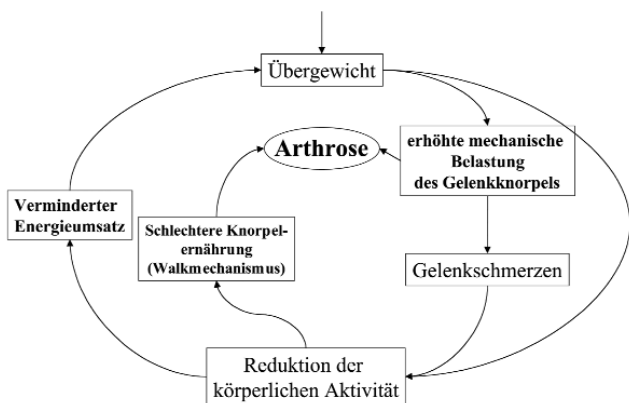 Übergewicht
Arthrose
erhöhte mechanische
Belastung
des Gelenkknorpels
Verminderter
Energieumsatz
Schlechtere Knorpel-
ernährung
(Walkmechanismus)
Gelenkschmerzen
Reduktion der
körperlichen Aktivität